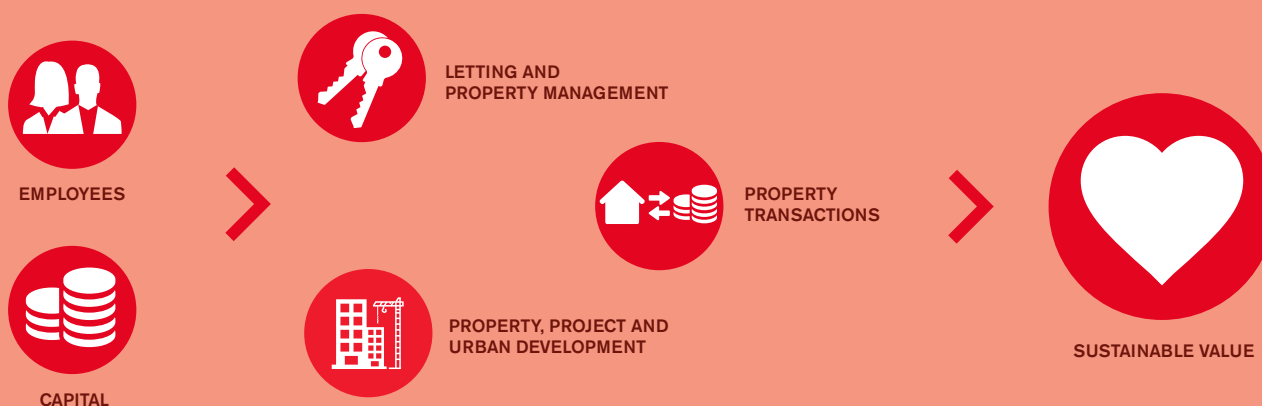 EMPLOYEES
CAPITAL
LETTING AND
PROPERTY MANAGEMENT
PROPERTY
TRANSACTIONS
PROPERTY, PROJECT AND
URBAN DEVELOPMENT
SUSTAINABLE VALUE